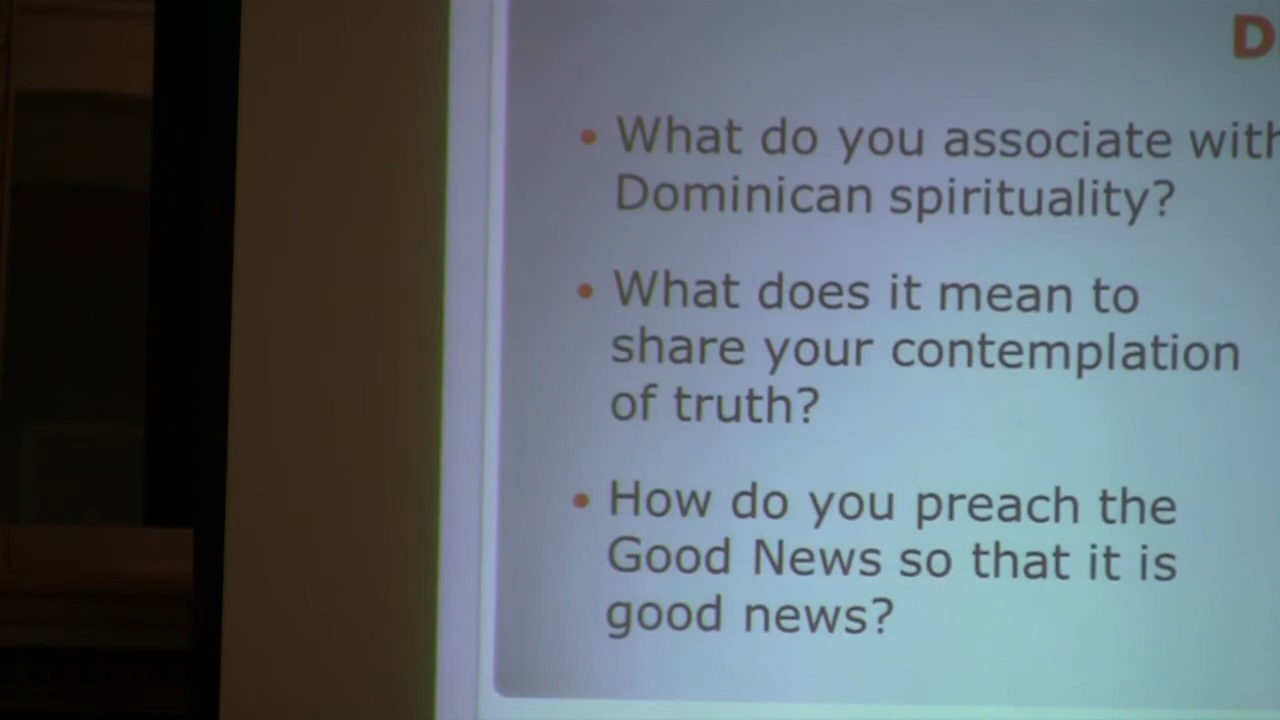 D
• What do you associate with
Dominican spirituality?
• What does it mean to
share your contemplation
of truth?
• How do you preach the
Good News so that it is
good news?